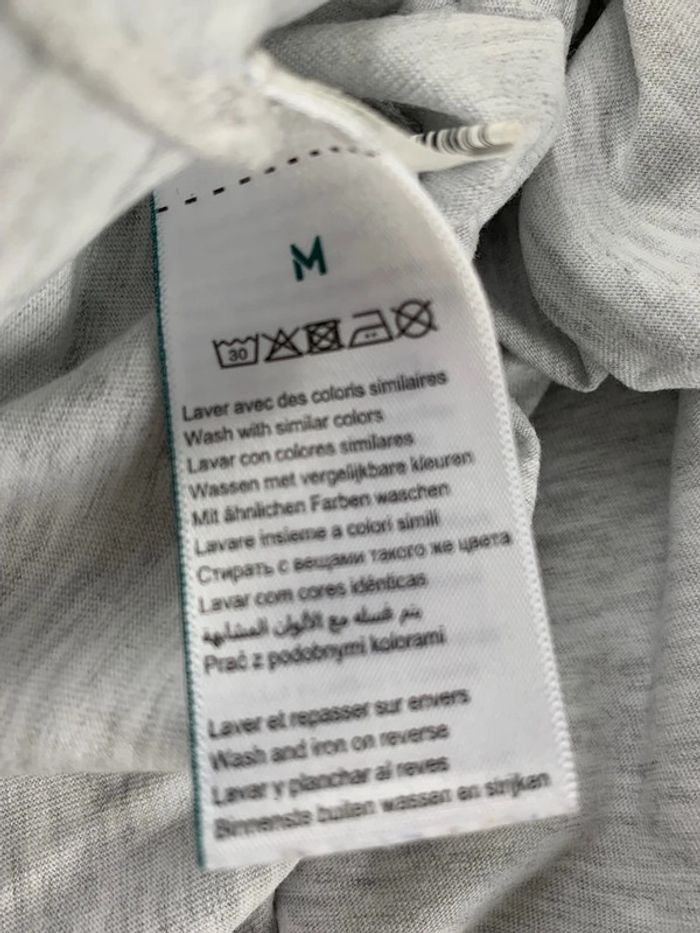 M
30
Laver avec des coloris similaires
Wash with similar colors
Lavar con colores similares
Wassen met vergelijkbare kleuren
Mit ähnlichen Farben waschen
Lavare insieme a colori simili
Стирать с вещами такого же цвета
Lavar com cores idênticas
يتم غسله مع الألوان المشابهة
Prać z podobnymi kolorami
Laver et repasser sur envers
Wash and iron on reverse
Lavar y planchar al reves
Binnenste buiten wassen en strijken